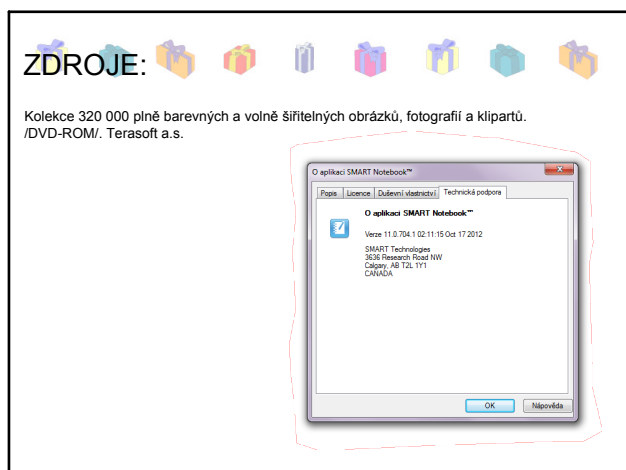 ZDROJE:
Kolekce 320 000 plně barevných a volně šiřitelných obrázků, fotografií a klipartů.
/DVD-ROM/. Terasoft a.s.
O aplikaci SMART Notebook™
Popis Licence Duševní vlastnictví Technická podpora
O aplikaci SMART Notebook™
Verze 11.0.704.1 02:11:15 Oct 17 2012
SMART Technologies
3636 Research Road NW
Calgary, AB T2L 1Y1
CANADA
OK Nápověda